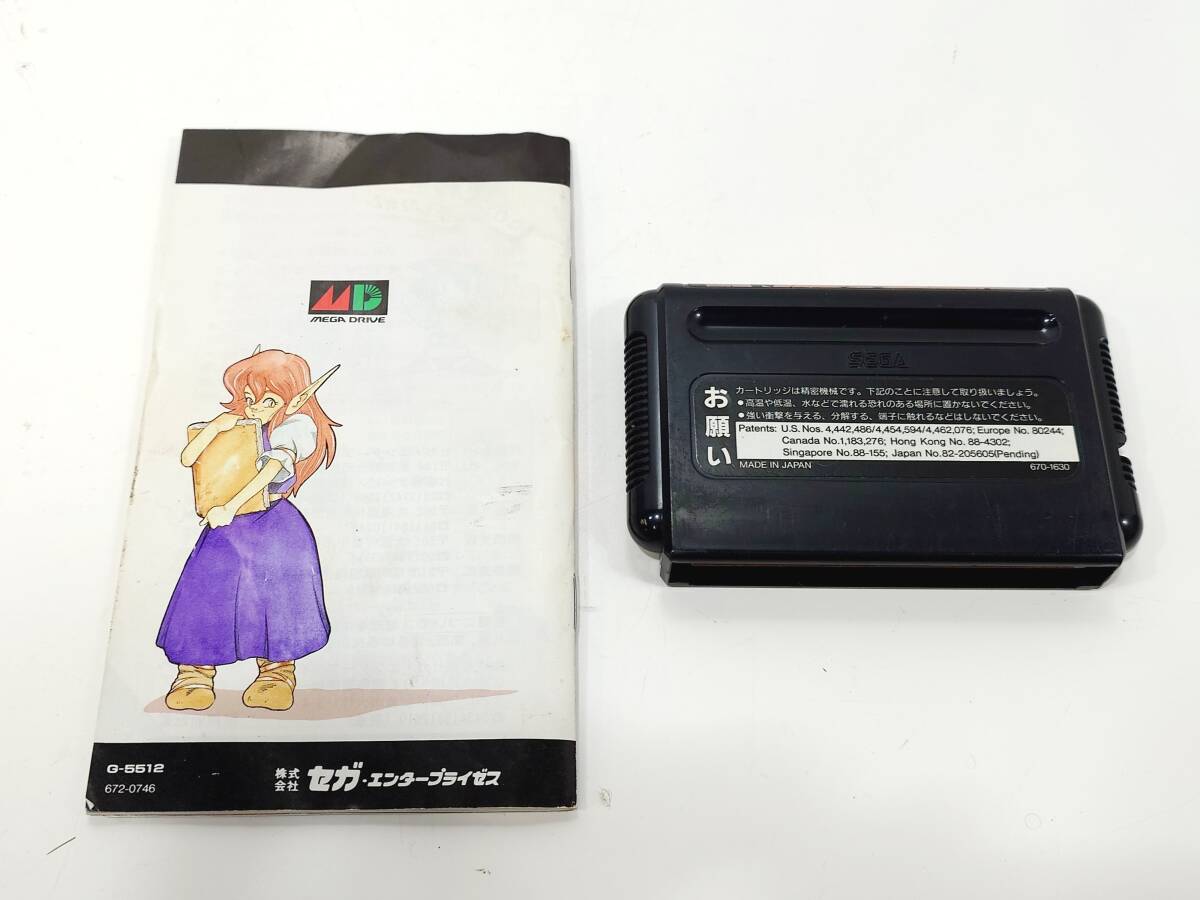 MD
MEGA DRIVE
G-5512
672-0746
株式会社 セガ・エンタープライゼス
SEGA
お願い
カートリッジは精密機械です。下記のことに注意して取り扱いましょう。
●高温や低温、水などで濡れる恐れのある場所に置かないでください。
●強い衝撃を与える、分解する、端子に触れるなどはしないでください。
Patents: U.S. Nos. 4,442,486/4,454,594/4,462,076; Europe No. 80244;
Canada No.1,183,276; Hong Kong No. 88-4302;
Singapore No.88-155; Japan No.82-205605(Pending)
MADE IN JAPAN
670-1630